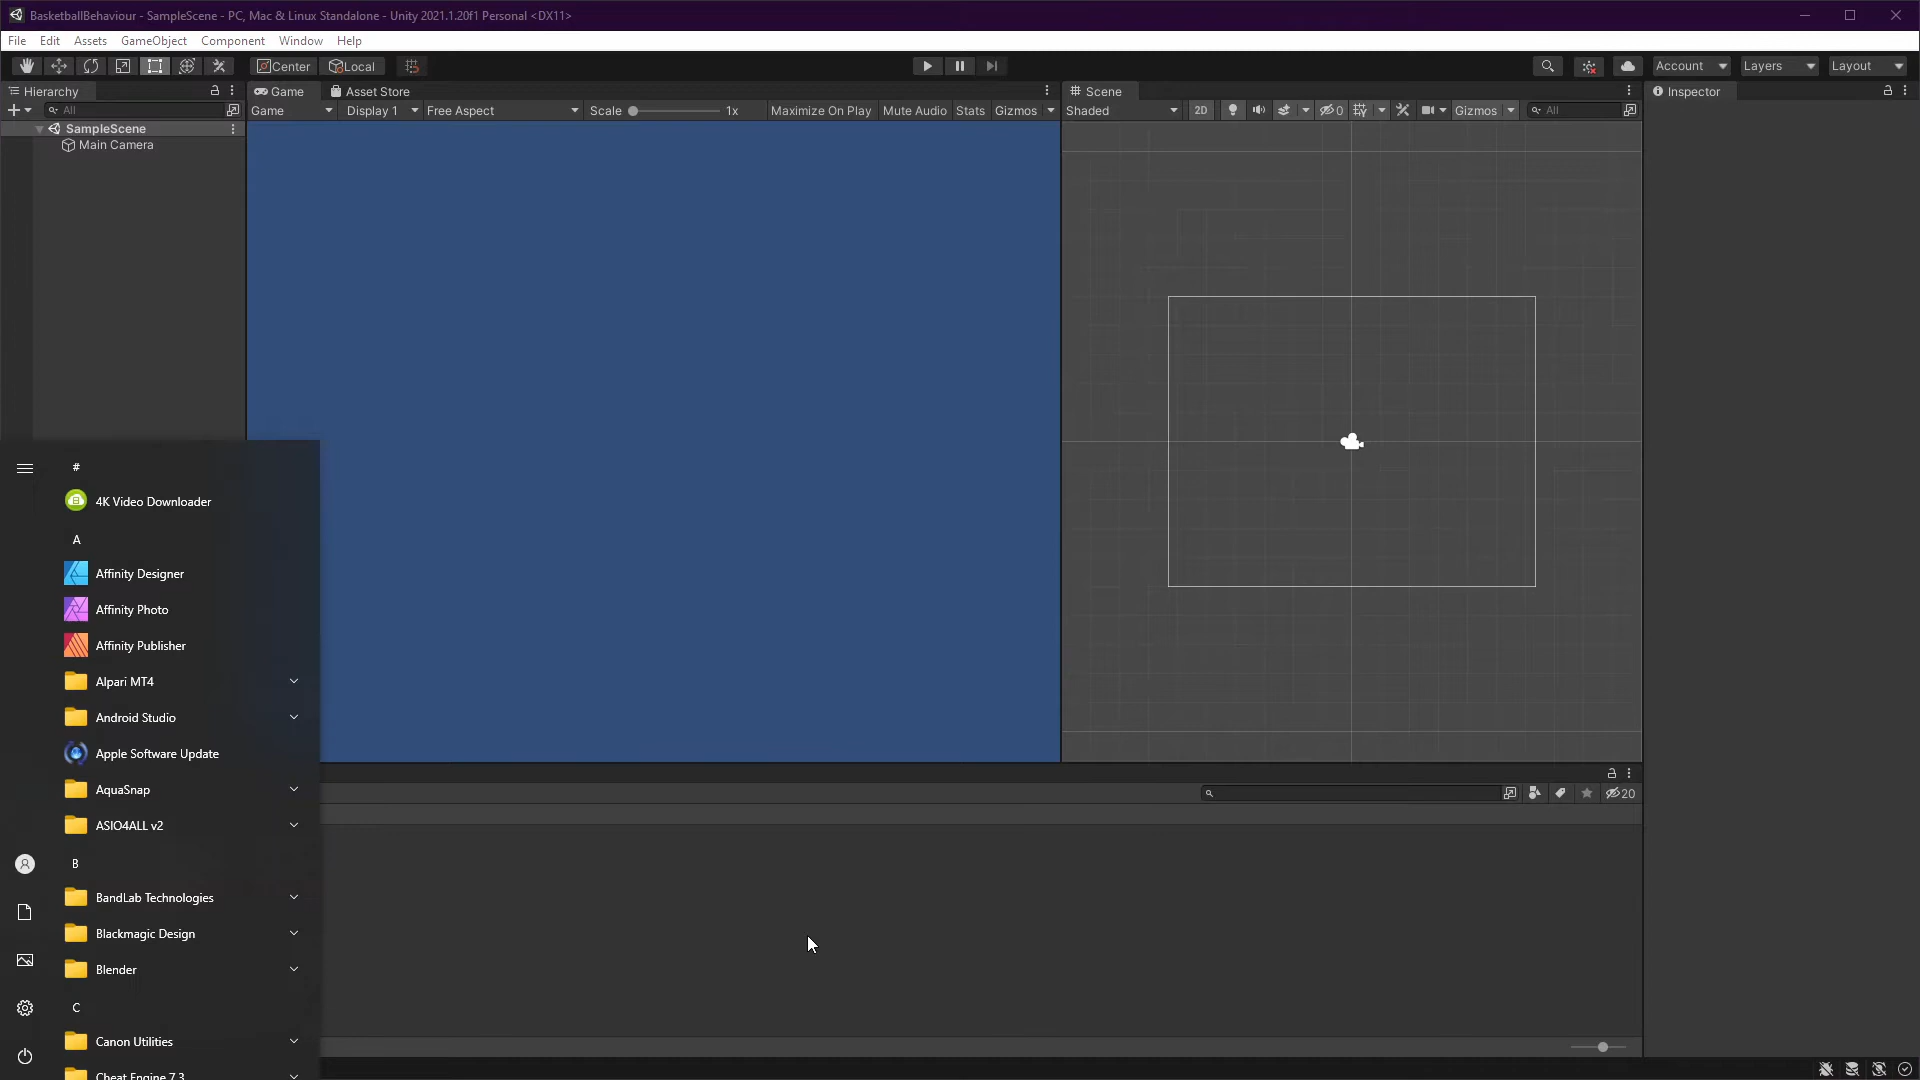 BasketballBehaviour - SampleScene - PC, Mac & Linux Standalone - Unity 2021.1.20f1 Personal <DX11>
File Edit Assets GameObject Component Window Help
Center Local Account Layers Layout
Hierarchy Game Asset Store Scene Inspector
All Game Display 1 Free Aspect Scale 1x Maximize On Play Mute Audio Stats Gizmos Shaded 2D 0 Gizmos All
SampleScene
Main Camera
#
4K Video Downloader
A
Affinity Designer
Affinity Photo
Affinity Publisher
Alpari MT4
Android Studio
Apple Software Update
AquaSnap
20
ASIO4ALL v2
B
BandLab Technologies
Blackmagic Design
Blender
C
Canon Utilities
Cheat Engine 7.3